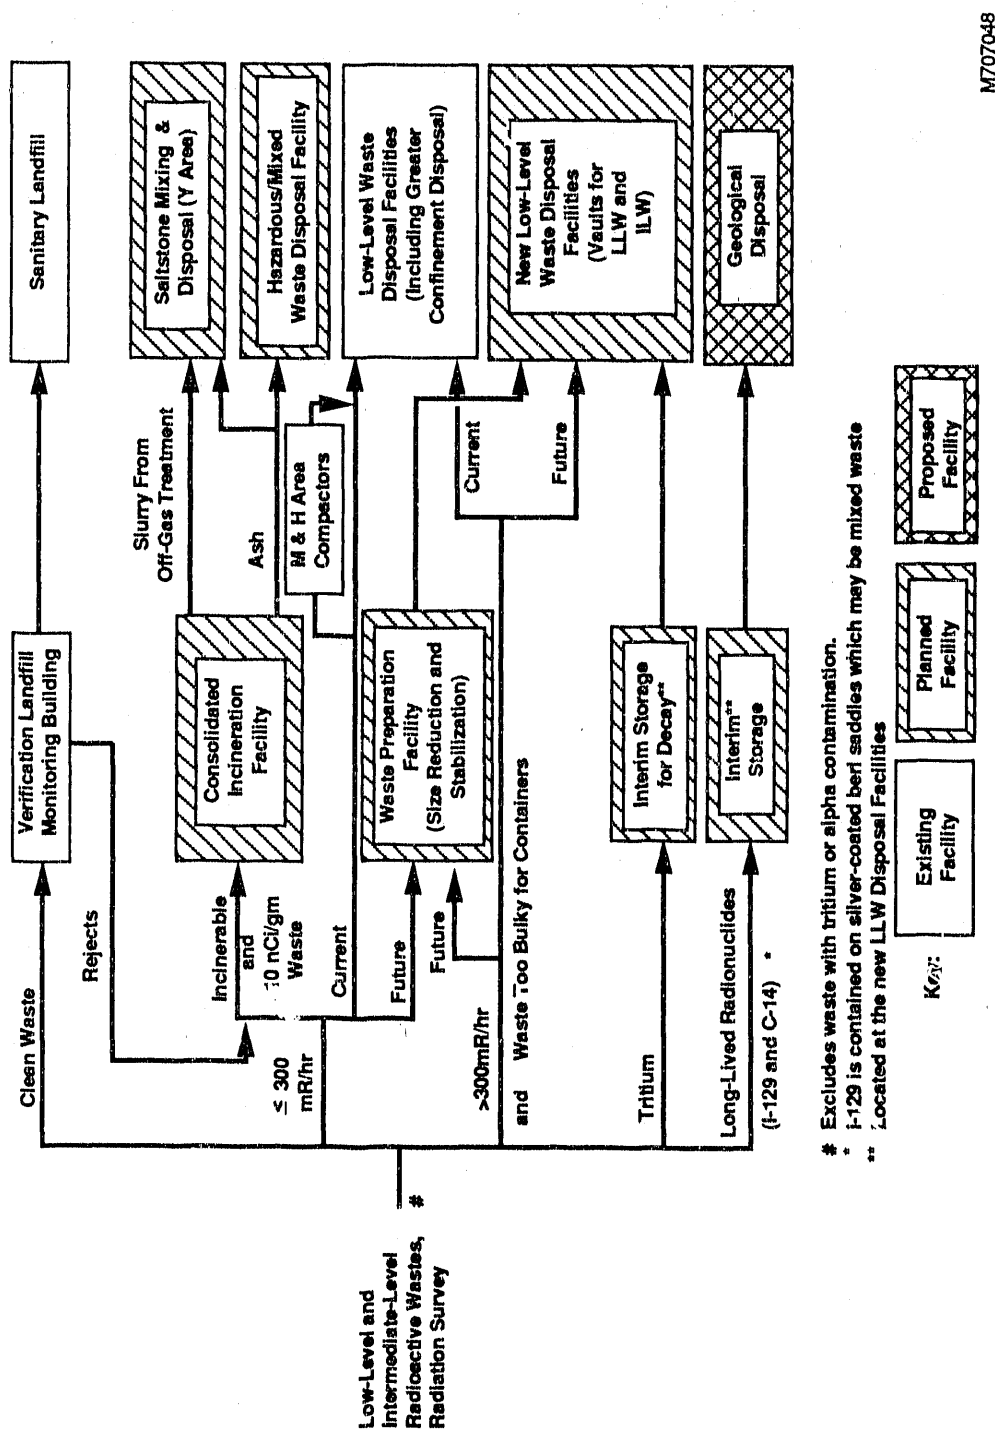 Low-Level and
Intermediate-Level
Radioactive Wastes, #
Radiation Survey
Clean Waste
Rejects
≤ 300
mR/hr
Incinerable
and
10 nCi/gm
Waste
Current
Future
Future
>300mR/hr
and Waste Too Bulky for Containers
Tritium
Long-Lived Radionuclides
(I-129 and C-14) *
Verification Landfill
Monitoring Building
Consolidated
Incineration
Facility
Waste Preparation
Facility
(Size Reduction and
Stabilization)
Interim Storage
for Decay**
Interim**
Storage
Slurry From
Off-Gas Treatment
Ash
M & H Area
Compactors
Current
Future
Sanitary Landfill
Saltstone Mixing &
Disposal (Y Area)
Hazardous/Mixed
Waste Disposal Facility
Low-Level Waste
Disposal Facilities
(Including Greater
Confinement Disposal)
New Low-Level
Waste Disposal
Facilities
(Vaults for
LLW and
ILW)
Geological
Disposal
# Excludes waste with tritium or alpha contamination.
* I-129 is contained on silver-coated berl saddles which may be mixed waste
** Located at the new LLW Disposal Facilities
Key:
Existing
Facility
Planned
Facility
Proposed
Facility
M707048